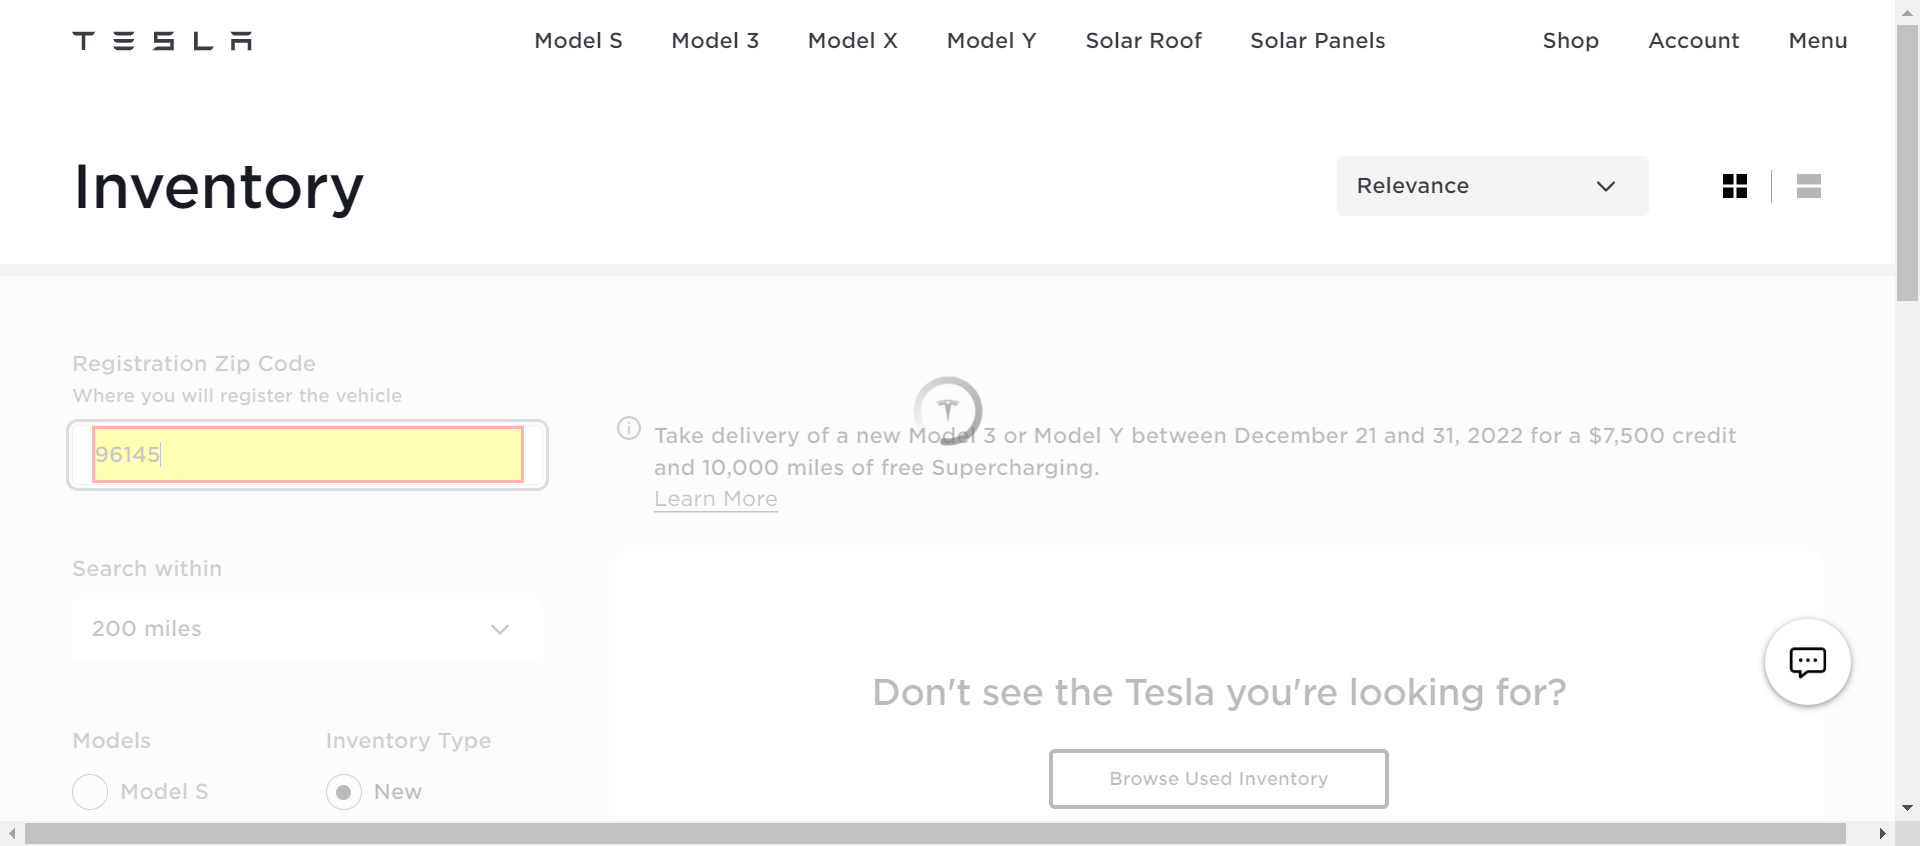 TESLA
Model S Model 3 Model X Model Y Solar Roof Solar Panels Shop Account Menu
Inventory
Relevance
Registration Zip Code
Where you will register the vehicle
96145
Take delivery of a new Model 3 or Model Y between December 21 and 31, 2022 for a $7,500 credit
and 10,000 miles of free Supercharging.
Learn More
Search within
200 miles
Don't see the Tesla you're looking for?
Browse Used Inventory
Models
Inventory Type
Model S
New